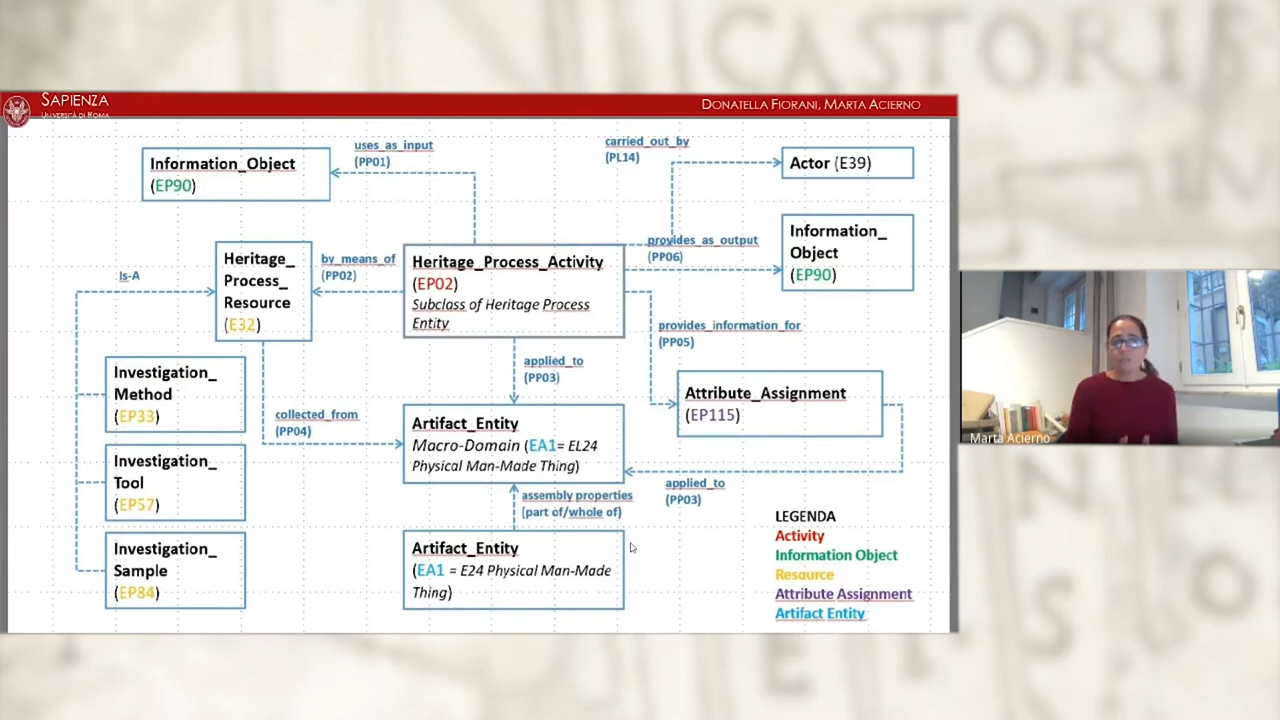 SAPIENZA
UNIVERSITÀ DI ROMA
DONATELLA FIORANI, MARTA ACIERNO
Information_Object
(EP90)
uses_as_input
(PP01)
carried_out_by
(PL14)
Actor (E39)
Information_
Object
(EP90)
provides_as_output
(PP06)
Heritage_
Process_
Resource
(E32)
Is-A
by_means_of
(PP02)
Heritage_Process_Activity
(EP02)
Subclass of Heritage Process
Entity
provides_information_for
(PP05)
applied_to
(PP03)
Investigation_
Method
(EP33)
collected_from
(PP04)
Artifact_Entity
Macro-Domain (EA1= EL24
Physical Man-Made Thing)
Attribute_Assignment
(EP115)
Investigation_
Tool
(EP57)
assembly properties
(part of/whole of)
applied_to
(PP03)
Investigation_
Sample
(EP84)
Artifact_Entity
(EA1 = E24 Physical Man-Made
Thing)
LEGENDA
Activity
Information Object
Resource
Attribute Assignment
Artifact Entity
Marta Acierno
CASTORIS